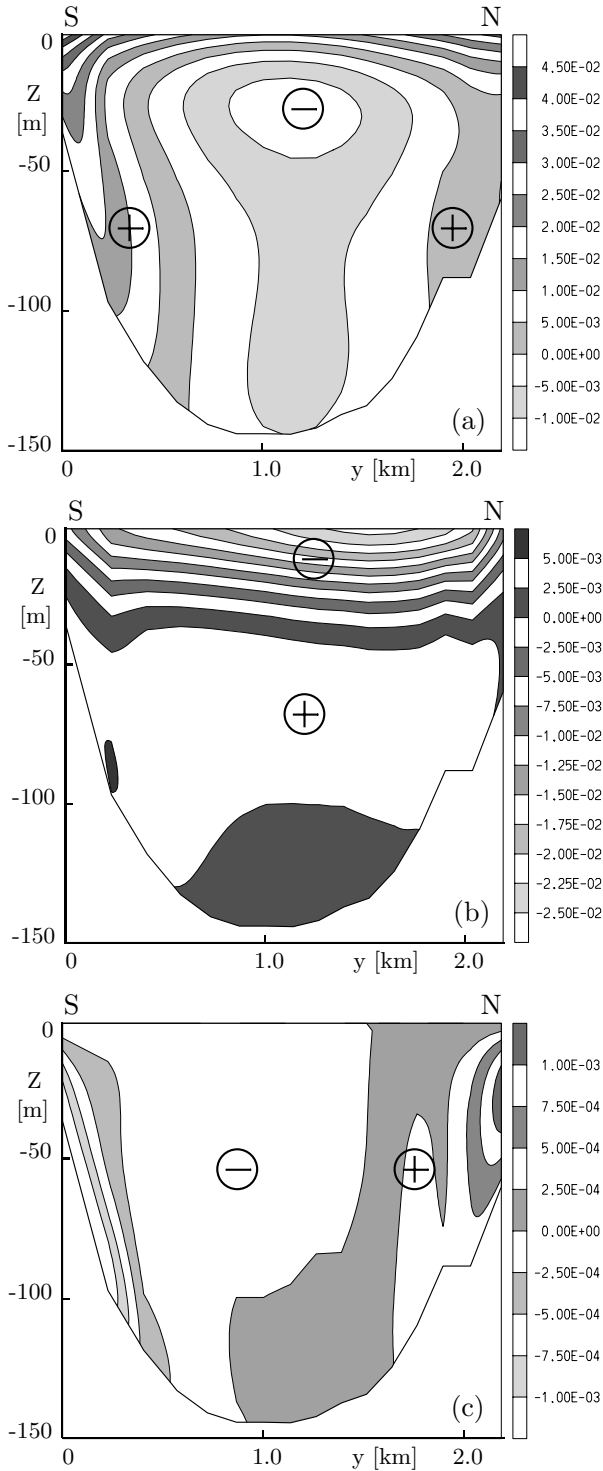 S N
0
Z
[m]
-50
-100
-150
0 1.0 y [km] 2.0
(a)
4.50E-02
4.00E-02
3.50E-02
3.00E-02
2.50E-02
2.00E-02
1.50E-02
1.00E-02
5.00E-03
0.00E+00
-5.00E-03
-1.00E-02
S N
0
Z
[m]
-50
-100
-150
0 1.0 y [km] 2.0
(b)
5.00E-03
2.50E-03
0.00E+00
-2.50E-03
-5.00E-03
-7.50E-03
-1.00E-02
-1.25E-02
-1.50E-02
-1.75E-02
-2.00E-02
-2.25E-02
-2.50E-02
S N
0
Z
[m]
-50
-100
-150
0 1.0 y [km] 2.0
(c)
1.00E-03
7.50E-04
5.00E-04
2.50E-04
0.00E+00
-2.50E-04
-5.00E-04
-7.50E-04
-1.00E-03